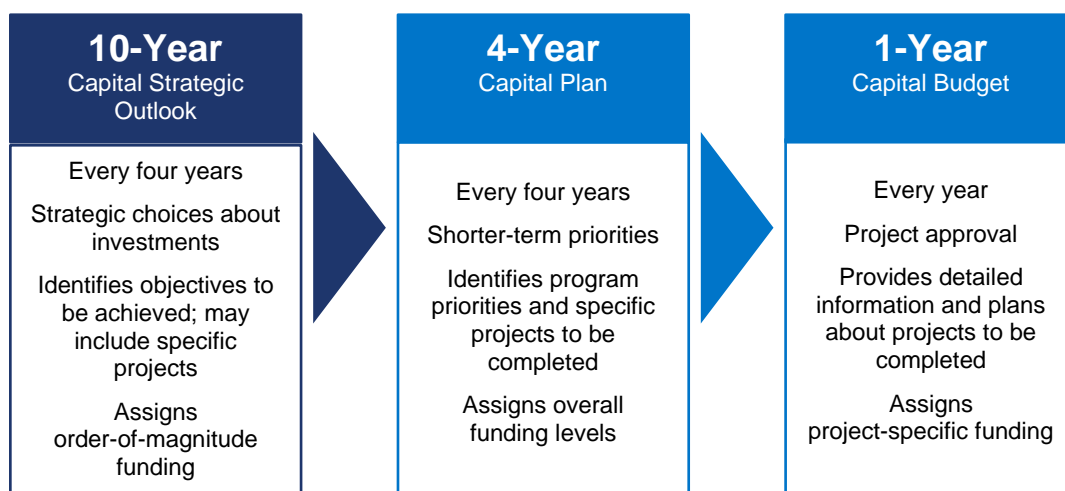 10-Year
Capital Strategic
Outlook
Every four years
Strategic choices about
investments
Identifies objectives to
be achieved; may
include specific
projects
Assigns
order-of-magnitude
funding
4-Year
Capital Plan
Every four years
Shorter-term priorities
Identifies program
priorities and specific
projects to be
completed
Assigns overall
funding levels
1-Year
Capital Budget
Every year
Project approval
Provides detailed
information and plans
about projects to be
completed
Assigns
project-specific funding